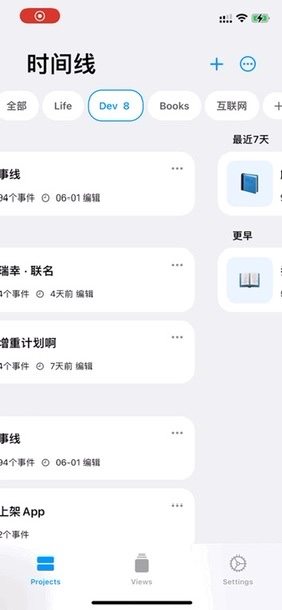 时间线
全部
Life
Dev 8
Books
互联网
事线
94个事件 06-01 编辑
最近7天
更早
瑞幸 · 联名
4个事件 4天前 编辑
增重计划啊
4个事件 7天前 编辑
事线
94个事件 06-01 编辑
上架 App
2个事件
Projects
Views
Settings